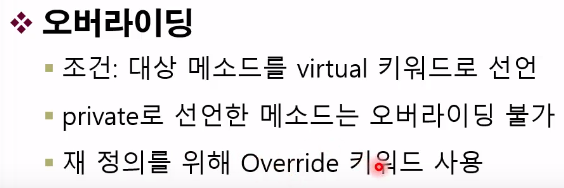 오버라이딩
조건: 대상 메소드를 virtual 키워드로 선언
private로 선언한 메소드는 오버라이딩 불가
재 정의를 위해 Override 키워드 사용